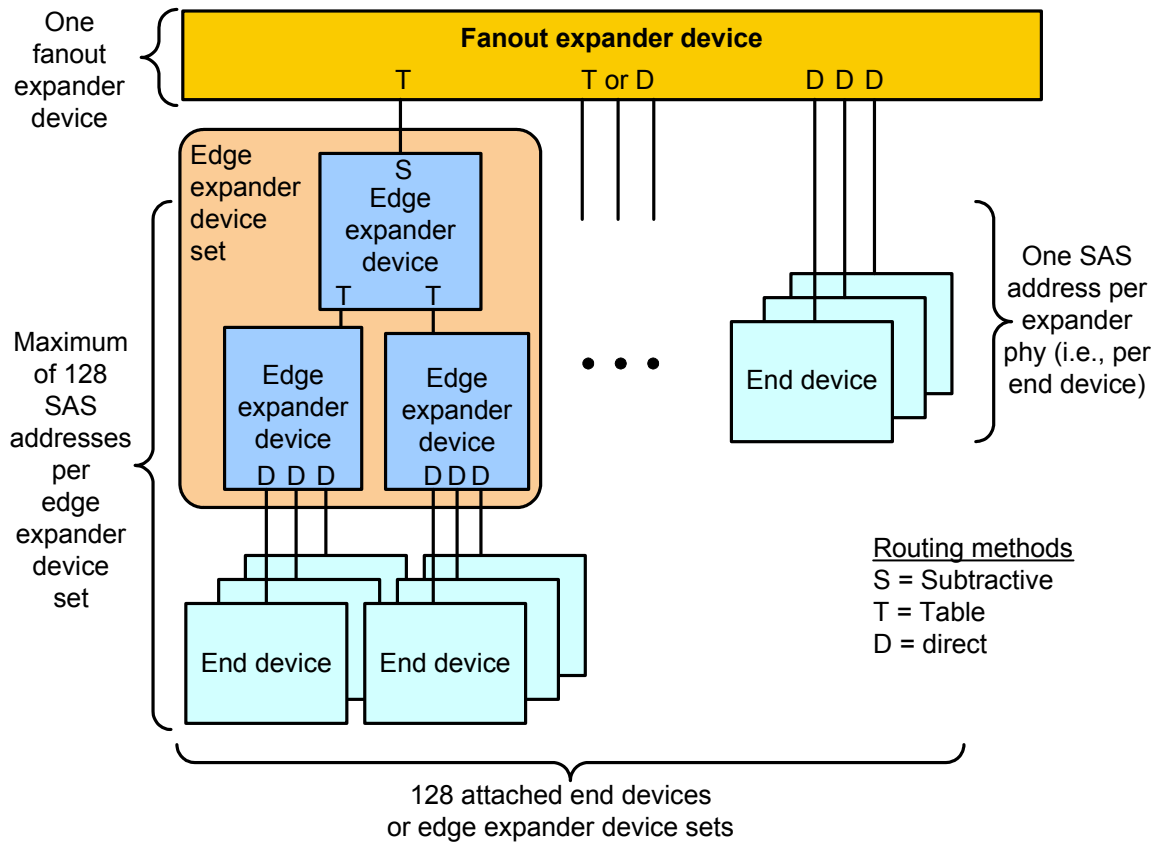 One
fanout
expander
device
Fanout expander device
T
T or D
D D D
Edge
expander
device
set
S
Edge
expander
device
T
T
Edge
expander
device
D D D
Edge
expander
device
D D D
Maximum
of 128
SAS
addresses
per
edge
expander
device
set
End device
End device
End device
One SAS
address per
expander
phy (i.e., per
end device)
Routing methods
S = Subtractive
T = Table
D = direct
128 attached end devices
or edge expander device sets